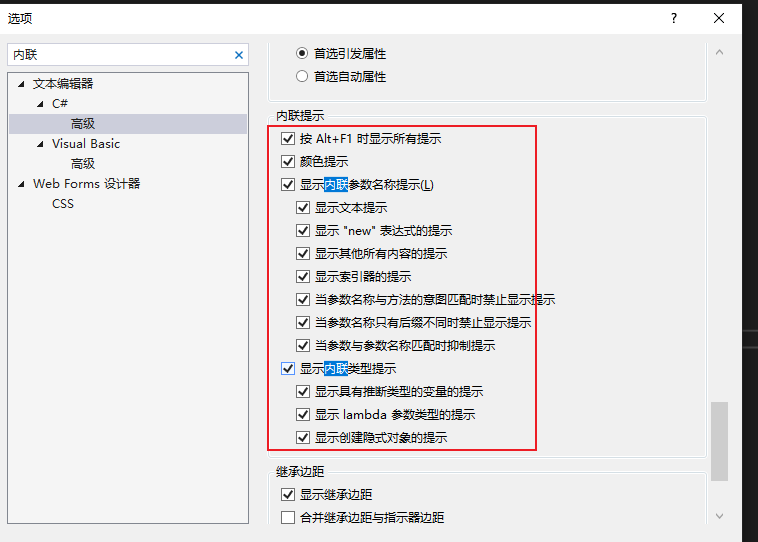 选项
?
内联
文本编辑器
C#
高级
Visual Basic
高级
Web Forms 设计器
CSS
首选引发属性
首选自动属性
内联提示
按 Alt+F1 时显示所有提示
颜色提示
显示内联参数名称提示(L)
显示文本提示
显示 "new" 表达式的提示
显示其他所有内容的提示
显示索引器的提示
当参数名称与方法的意图匹配时禁止显示提示
当参数名称只有后缀不同时禁止显示提示
当参数与参数名称匹配时抑制提示
显示内联类型提示
显示具有推断类型的变量的提示
显示 lambda 参数类型的提示
显示创建隐式对象的提示
继承边距
显示继承边距
合并继承边距与指示器边距